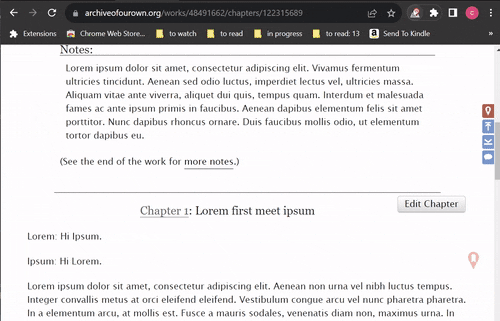 archiveofourown.org/works/48491662/chapters/122315689
Extensions Chrome Web Store... to watch to read in progress to read: 13 Send To Kindle »
Notes:
Lorem ipsum dolor sit amet, consectetur adipiscing elit. Vivamus fermentum
ultricies tincidunt. Aenean sed odio luctus, imperdiet lectus vel, ultricies massa.
Aliquam vitae ante viverra, aliquet dui quis, tempus quam. Interdum et malesuada
fames ac ante ipsum primis in faucibus. Aenean dapibus elementum felis sit amet
porttitor. Nunc dapibus rhoncus ornare. Duis faucibus mollis odio, ut elementum
tortor dapibus eu.
(See the end of the work for more notes.)
Edit Chapter
Chapter 1: Lorem first meet ipsum
Lorem: Hi Ipsum.
Ipsum: Hi Lorem.
Lorem ipsum dolor sit amet, consectetur adipiscing elit. Aenean non urna vel nibh luctus tempus.
Integer convallis metus at orci eleifend eleifend. Vestibulum congue arcu vel nunc pharetra pharetra.
In a elementum arcu, at mollis est. Fusce a mauris sodales, venenatis diam non, maximus urna. In